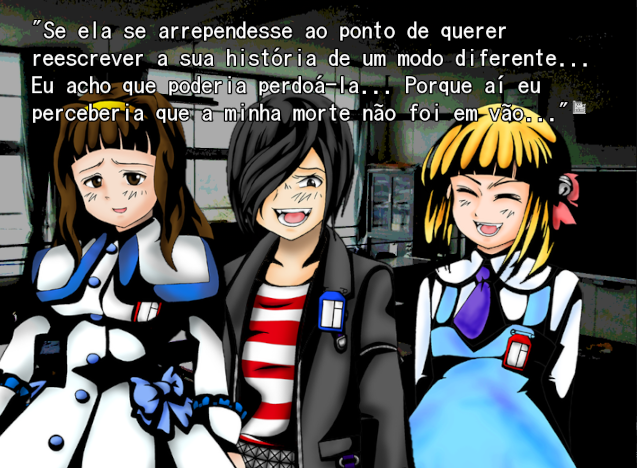 "Se ela se arrependesse ao ponto de querer
reescrever a sua história de um modo diferente...
Eu acho que poderia perdoá-la... Porque aí eu
perceberia que a minha morte não foi em vão..."